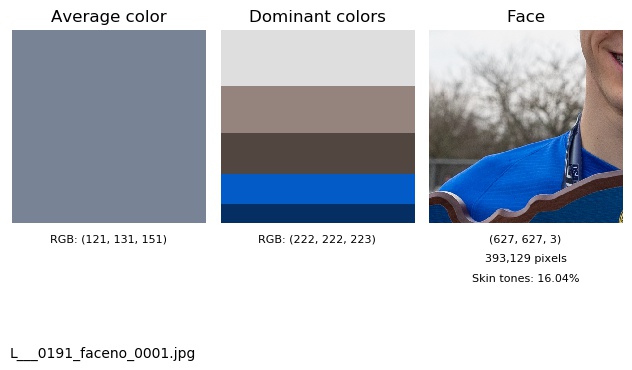 Average color
Dominant colors
Face
RGB: (121, 131, 151)
RGB: (222, 222, 223)
(627, 627, 3)
393,129 pixels
Skin tones: 16.04%
L___0191_faceno_0001.jpg